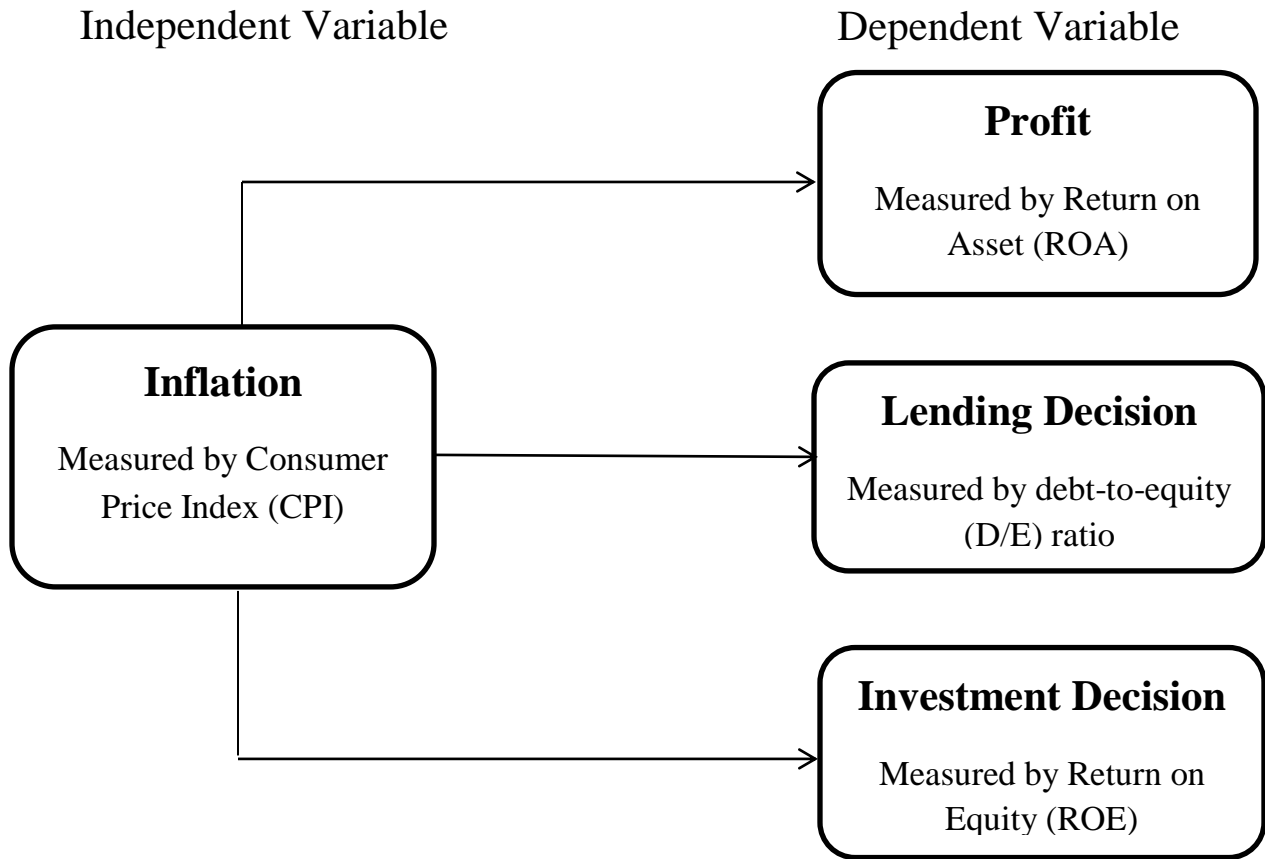 Independent Variable
Dependent Variable
Profit
Measured by Return on
Asset (ROA)
Inflation
Measured by Consumer
Price Index (CPI)
Lending Decision
Measured by debt-to-equity
(D/E) ratio
Investment Decision
Measured by Return on
Equity (ROE)